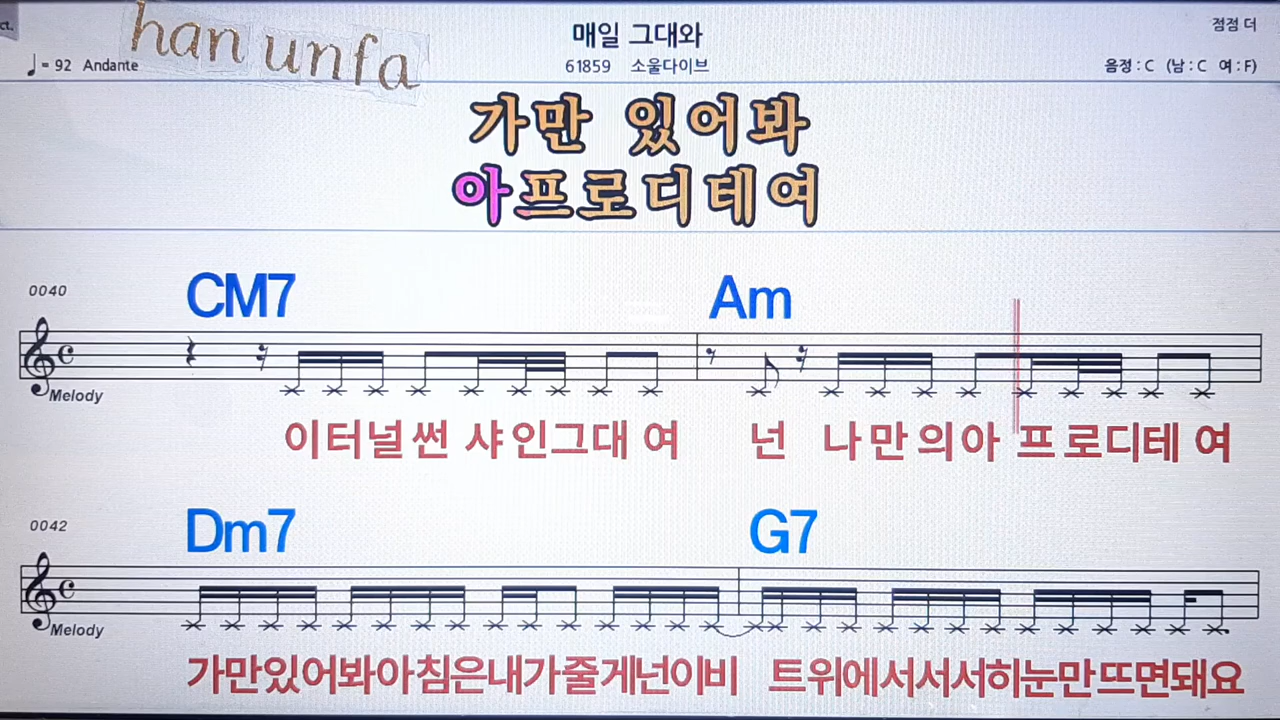 ct.
han unfa
매일 그대와
점점 더
♩= 92 Andante
61859 소울다이브
음정 : C (남 : C 여 : F)
가만 있어봐
아프로디테여
0040
CM7 Am
Melody
이터널썬 샤인그대 여 넌 나만의아 프로디테 여
0042
Dm7 G7
Melody
가만있어봐아침은내가줄게넌이비 트위에서서서히눈만뜨면돼요